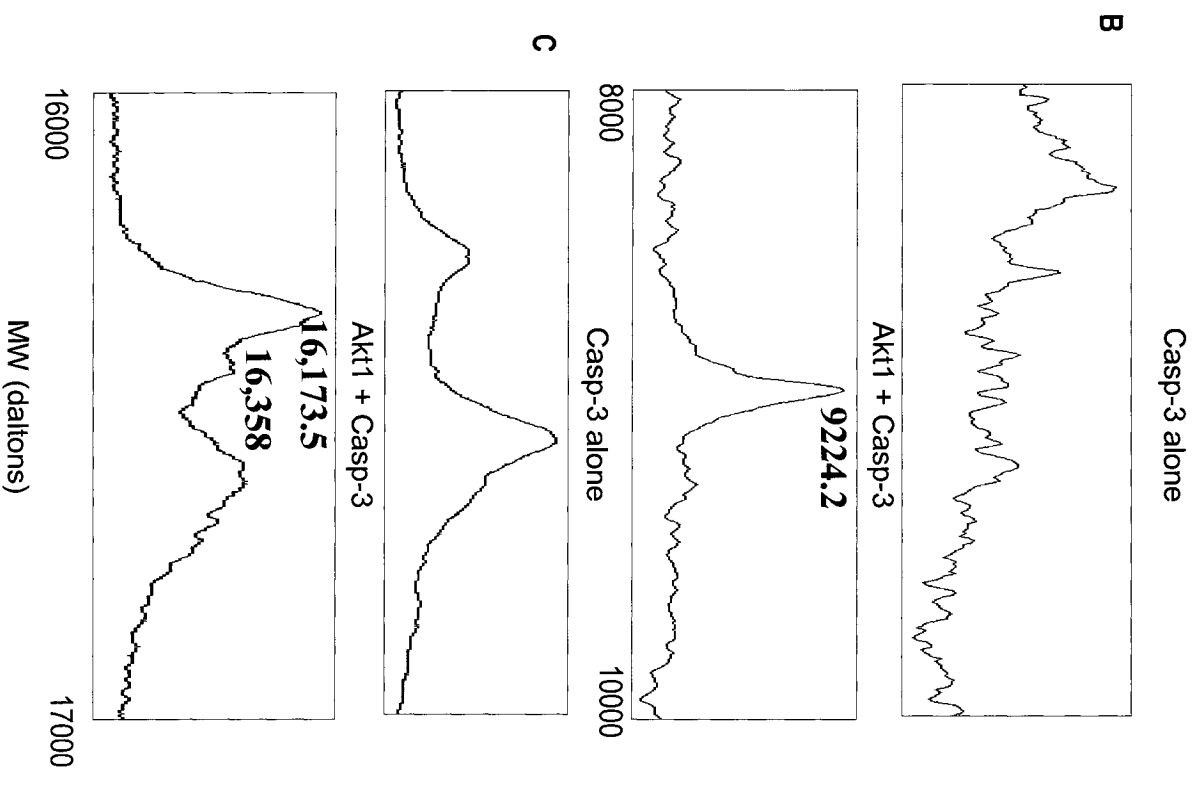 B
Casp-3 alone
Akt1 + Casp-3
9224.2
8000
10000
C
Casp-3 alone
Akt1 + Casp-3
16,173.5
16,358
16000
17000
MW (daltons)